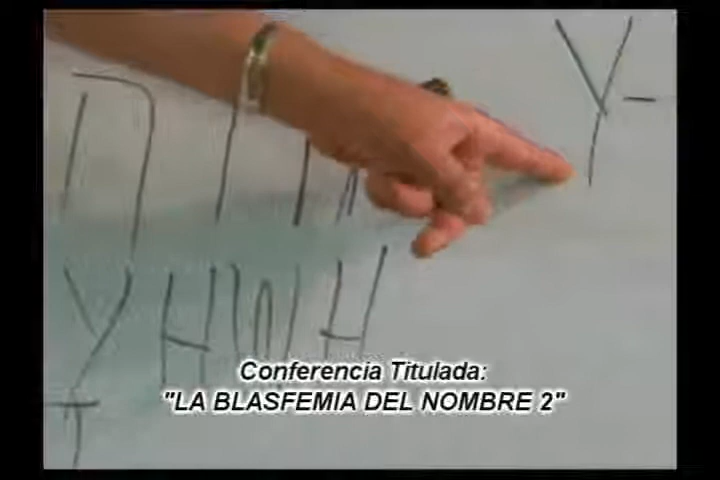 Y-
YHWH
Conferencia Titulada:
"LA BLASFEMIA DEL NOMBRE 2"